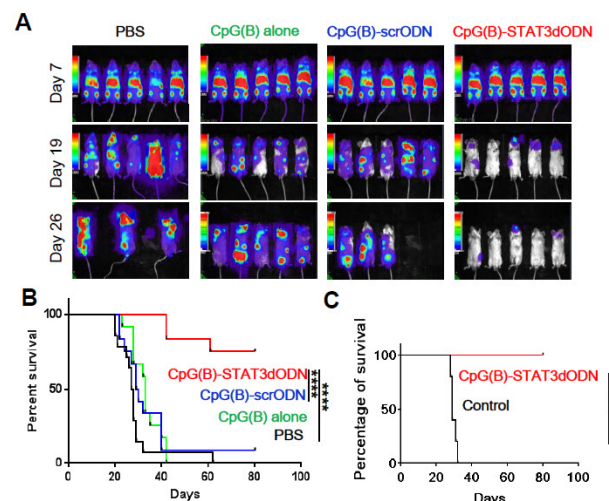 A
PBS
CpG(B) alone
CpG(B)-scrODN
CpG(B)-STAT3dODN
Day 7
Day 19
Day 26
B
Percent survival
100
50
0
0 20 40 60 80 100
Days
CpG(B)-STAT3dODN
CpG(B)-scrODN
CpG(B) alone
PBS
****
****
C
Percentage of survival
150
100
50
0
0 20 40 60 80 100
Days
CpG(B)-STAT3dODN
Control